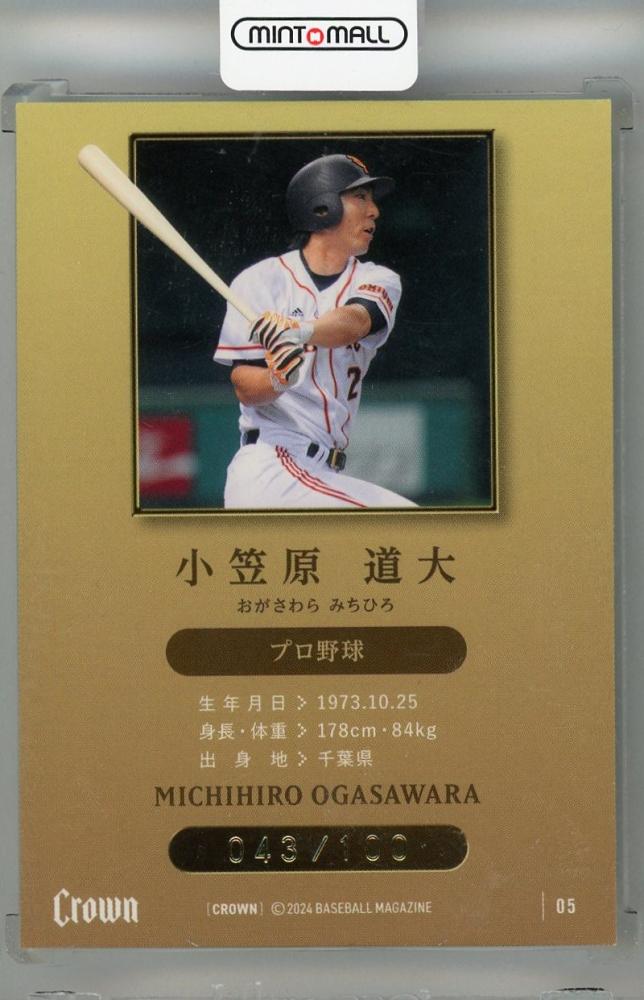 MINTMALL
小笠原 道大
おがさわら みちひろ
プロ野球
生年月日 > 1973.10.25
身長・体重 > 178cm・84kg
出身地 > 千葉県
MICHIHIRO OGASAWARA
043/100
Crown [CROWN] ©2024 BASEBALL MAGAZINE | 05